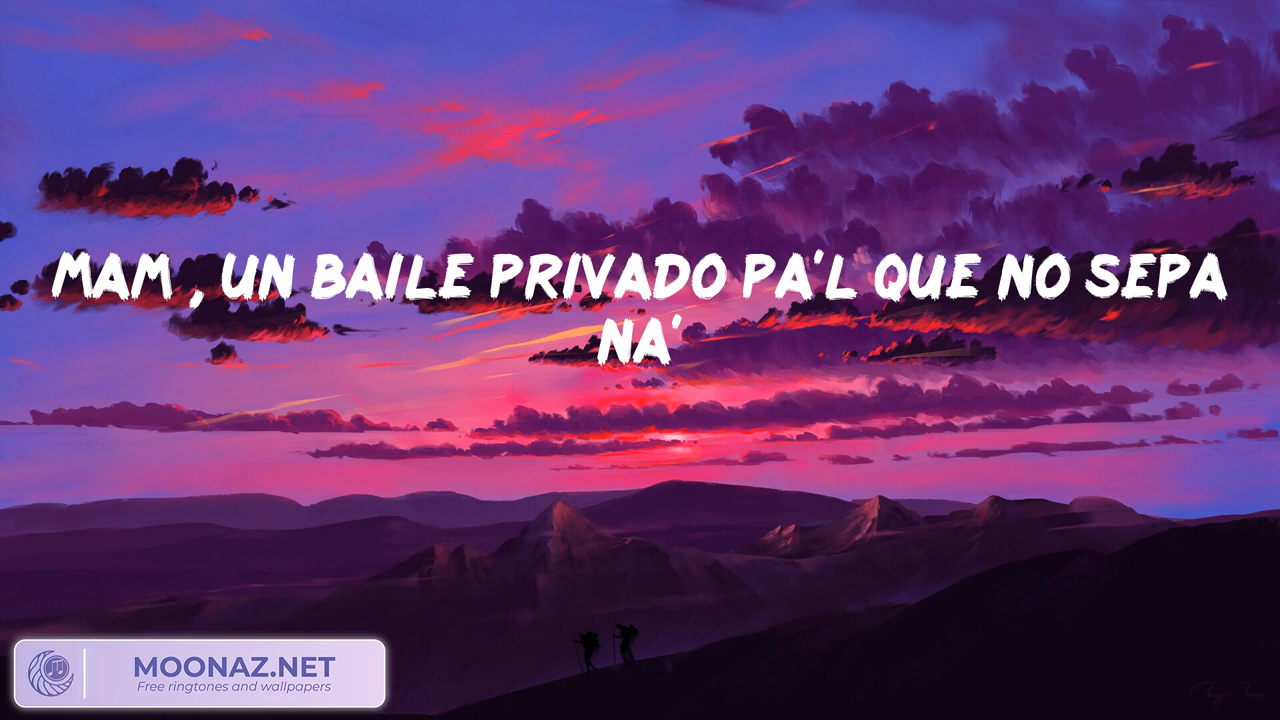 MAM , UN BAILE PRIVADO PA'L QUE NO SEPA
NA'
MOONAZ.NET
Free ringtones and wallpapers